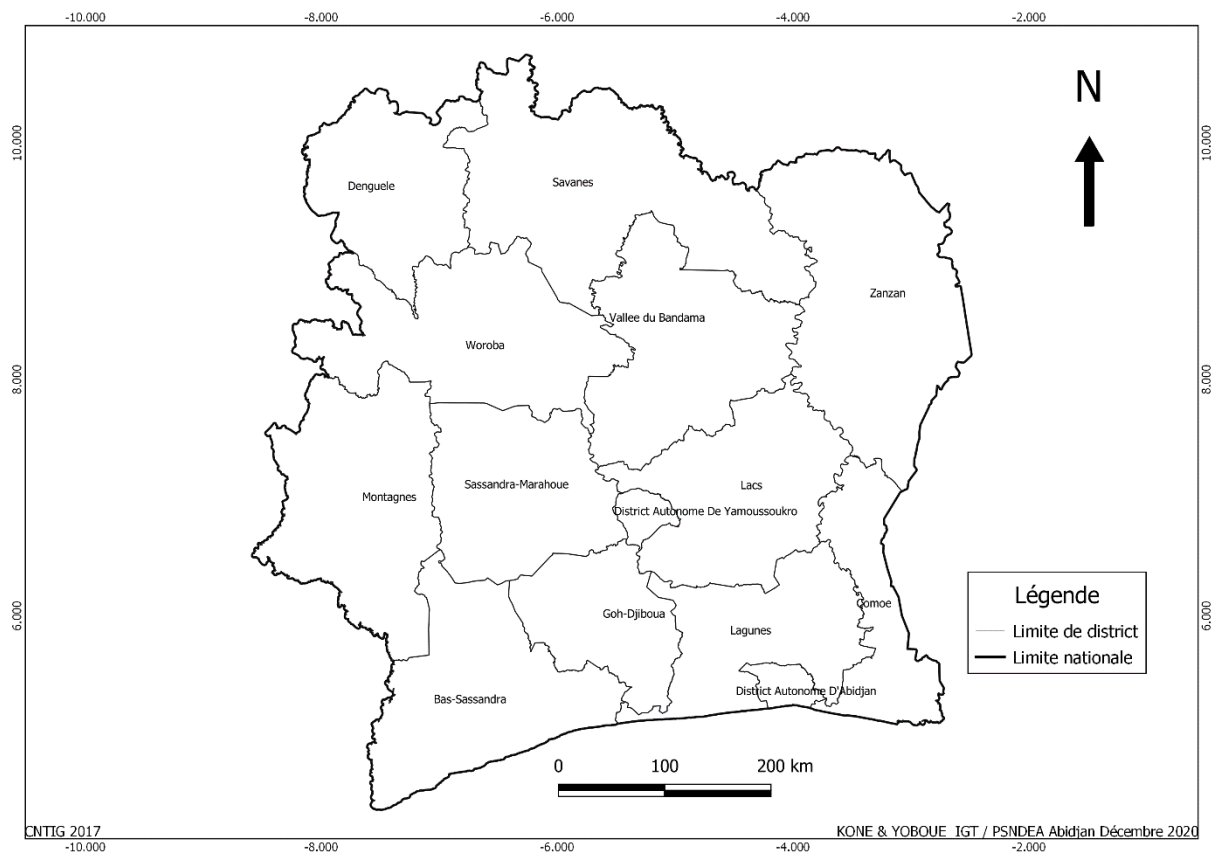 -10.000 -8.000 -6.000 -4.000 -2.000
N
10.000 10.000
Denguele
Savanes
Zanzan
Vallee du Bandama
Woroba
8.000 8.000
Sassandra-Marahoue
Lacs
Montagnes
District Autonome De Yamoussoukro
6.000 6.000
Comoe
Goh-Djiboua
Lagunes
Légende
Limite de district
Limite nationale
District Autonome D'Abidjan
Bas-Sassandra
0 100 200 km
CNTIG 2017
KONE & YOBOUE IGT / PSNDEA Abidjan Décembre 2020
-10.000 -8.000 -6.000 -4.000 -2.000